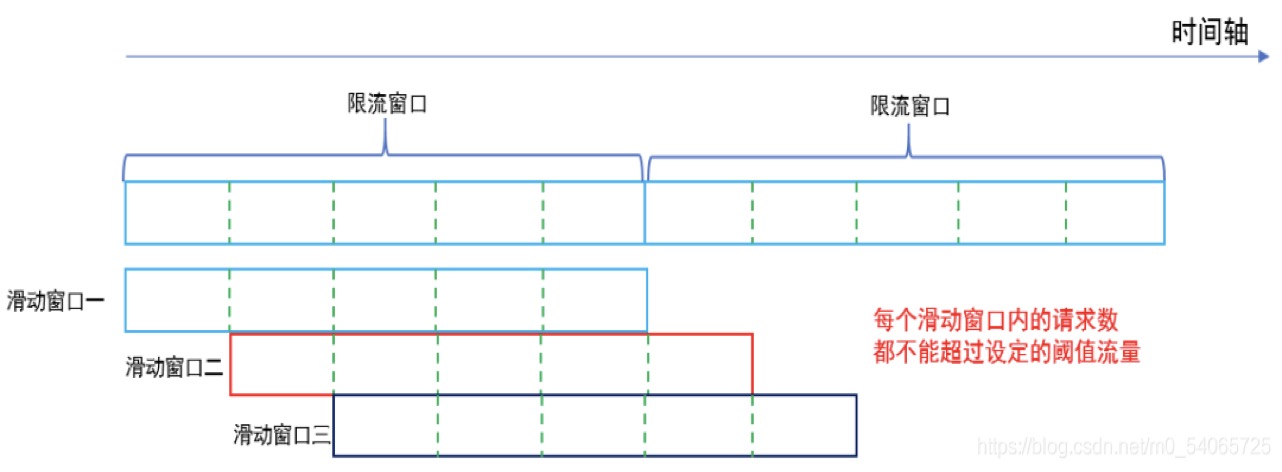 时间轴
限流窗口
限流窗口
滑动窗口一
滑动窗口二
滑动窗口三
每个滑动窗口内的请求数
都不能超过设定的阈值流量
https://blog.csdn.net/m0_54065725